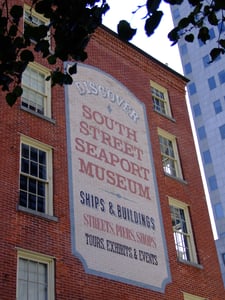 DISCOVER
SOUTH
STREET
SEAPORT
MUSEUM
SHIPS & BUILDINGS
STREETS, PIERS, SHOPS
TOURS, EXHIBITS & EVENTS